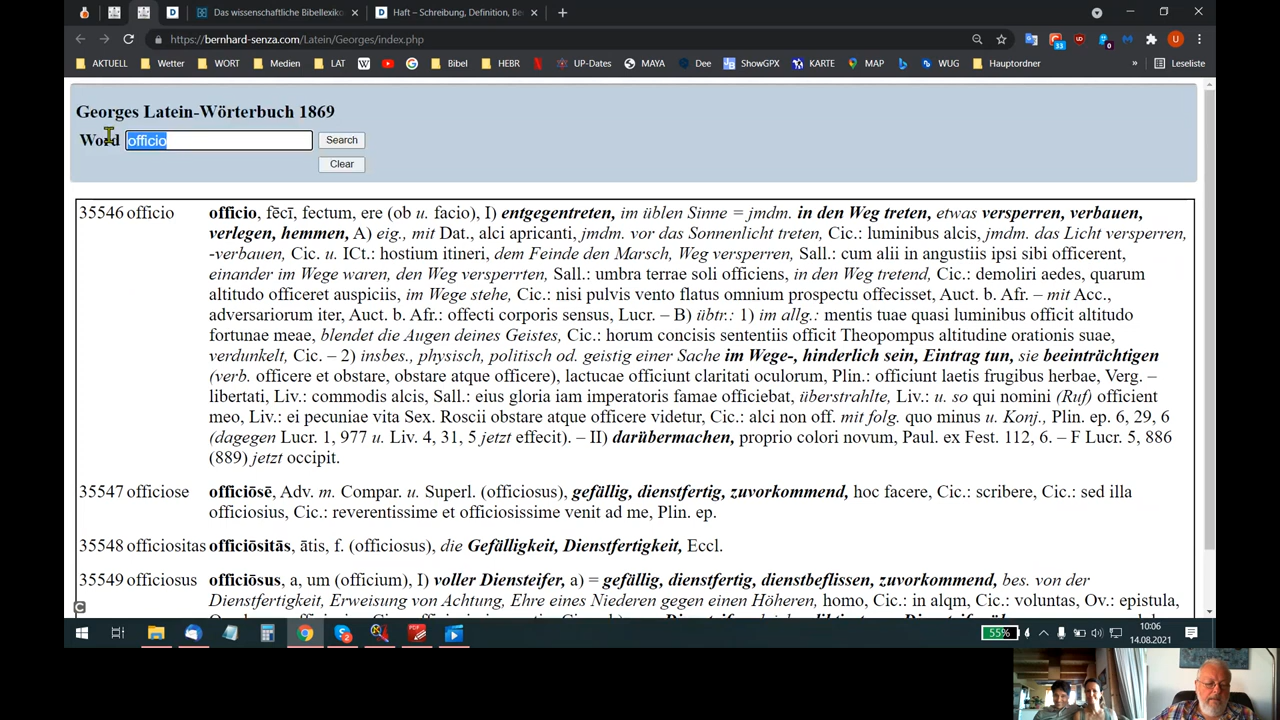 Das wissenschaftliche Bibellexiko
Haft – Schreibung, Definition, Be
https://bernhard-senza.com/Latein/Georges/index.php
33
0
U
AKTUELL Wetter WORT Medien LAT Bibel HEBR UP-Dates MAYA Dee ShowGPX KARTE MAP WUG Hauptordner » Leseliste
Georges Latein-Wörterbuch 1869
Word officio Search
Clear
35546 officio officio, fēcī, fectum, ere (ob u. facio), I) entgegentreten, im üblen Sinne = jmdm. in den Weg treten, etwas versperren, verbauen,
verlegen, hemmen, A) eig., mit Dat., alci apricanti, jmdm. vor das Sonnenlicht treten, Cic.: luminibus alcis, jmdm. das Licht versperren,
-verbauen, Cic. u. ICt.: hostium itineri, dem Feinde den Marsch, Weg versperren, Sall.: cum alii in angustiis ipsi sibi officerent,
einander im Wege waren, den Weg versperrten, Sall.: umbra terrae soli officiens, in den Weg tretend, Cic.: demoliri aedes, quarum
altitudo officeret auspiciis, im Wege stehe, Cic.: nisi pulvis vento flatus omnium prospectu offecisset, Auct. b. Afr. – mit Acc.,
adversariorum iter, Auct. b. Afr.: offecti corporis sensus, Lucr. – B) übtr.: 1) im allg.: mentis tuae quasi luminibus officit altitudo
fortunae meae, blendet die Augen deines Geistes, Cic.: horum concisis sententiis officit Theopompus altitudine orationis suae,
verdunkelt, Cic. – 2) insbes., physisch, politisch od. geistig einer Sache im Wege-, hinderlich sein, Eintrag tun, sie beeinträchtigen
(verb. officere et obstare, obstare atque officere), lactucae officiunt claritati oculorum, Plin.: officiunt laetis frugibus herbae, Verg. –
libertati, Liv.: commodis alcis, Sall.: eius gloria iam imperatoris famae officiebat, überstrahlte, Liv.: u. so qui nomini (Ruf) officient
meo, Liv.: ei pecuniae vita Sex. Roscii obstare atque officere videtur, Cic.: alci non off. mit folg. quo minus u. Konj., Plin. ep. 6, 29, 6
(dagegen Lucr. 1, 977 u. Liv. 4, 31, 5 jetzt effecit). – II) darübermachen, proprio colori novum, Paul. ex Fest. 112, 6. – F Lucr. 5, 886
(889) jetzt occipit.
35547 officiose officiōsē, Adv. m. Compar. u. Superl. (officiosus), gefällig, dienstfertig, zuvorkommend, hoc facere, Cic.: scribere, Cic.: sed illa
officiosius, Cic.: reverentissime et officiosissime venit ad me, Plin. ep.
35548 officiositas officiōsitās, ātis, f. (officiosus), die Gefälligkeit, Dienstfertigkeit, Eccl.
35549 officiosus officiōsus, a, um (officium), I) voller Diensteifer, a) = gefällig, dienstfertig, dienstbeflissen, zuvorkommend, bes. von der
Dienstfertigkeit, Erweisung von Achtung, Ehre eines Niederen gegen einen Höheren, homo, Cic.: in alqm, Cic.: voluntas, Ov.: epistula,
55% 10:06
14.08.2021